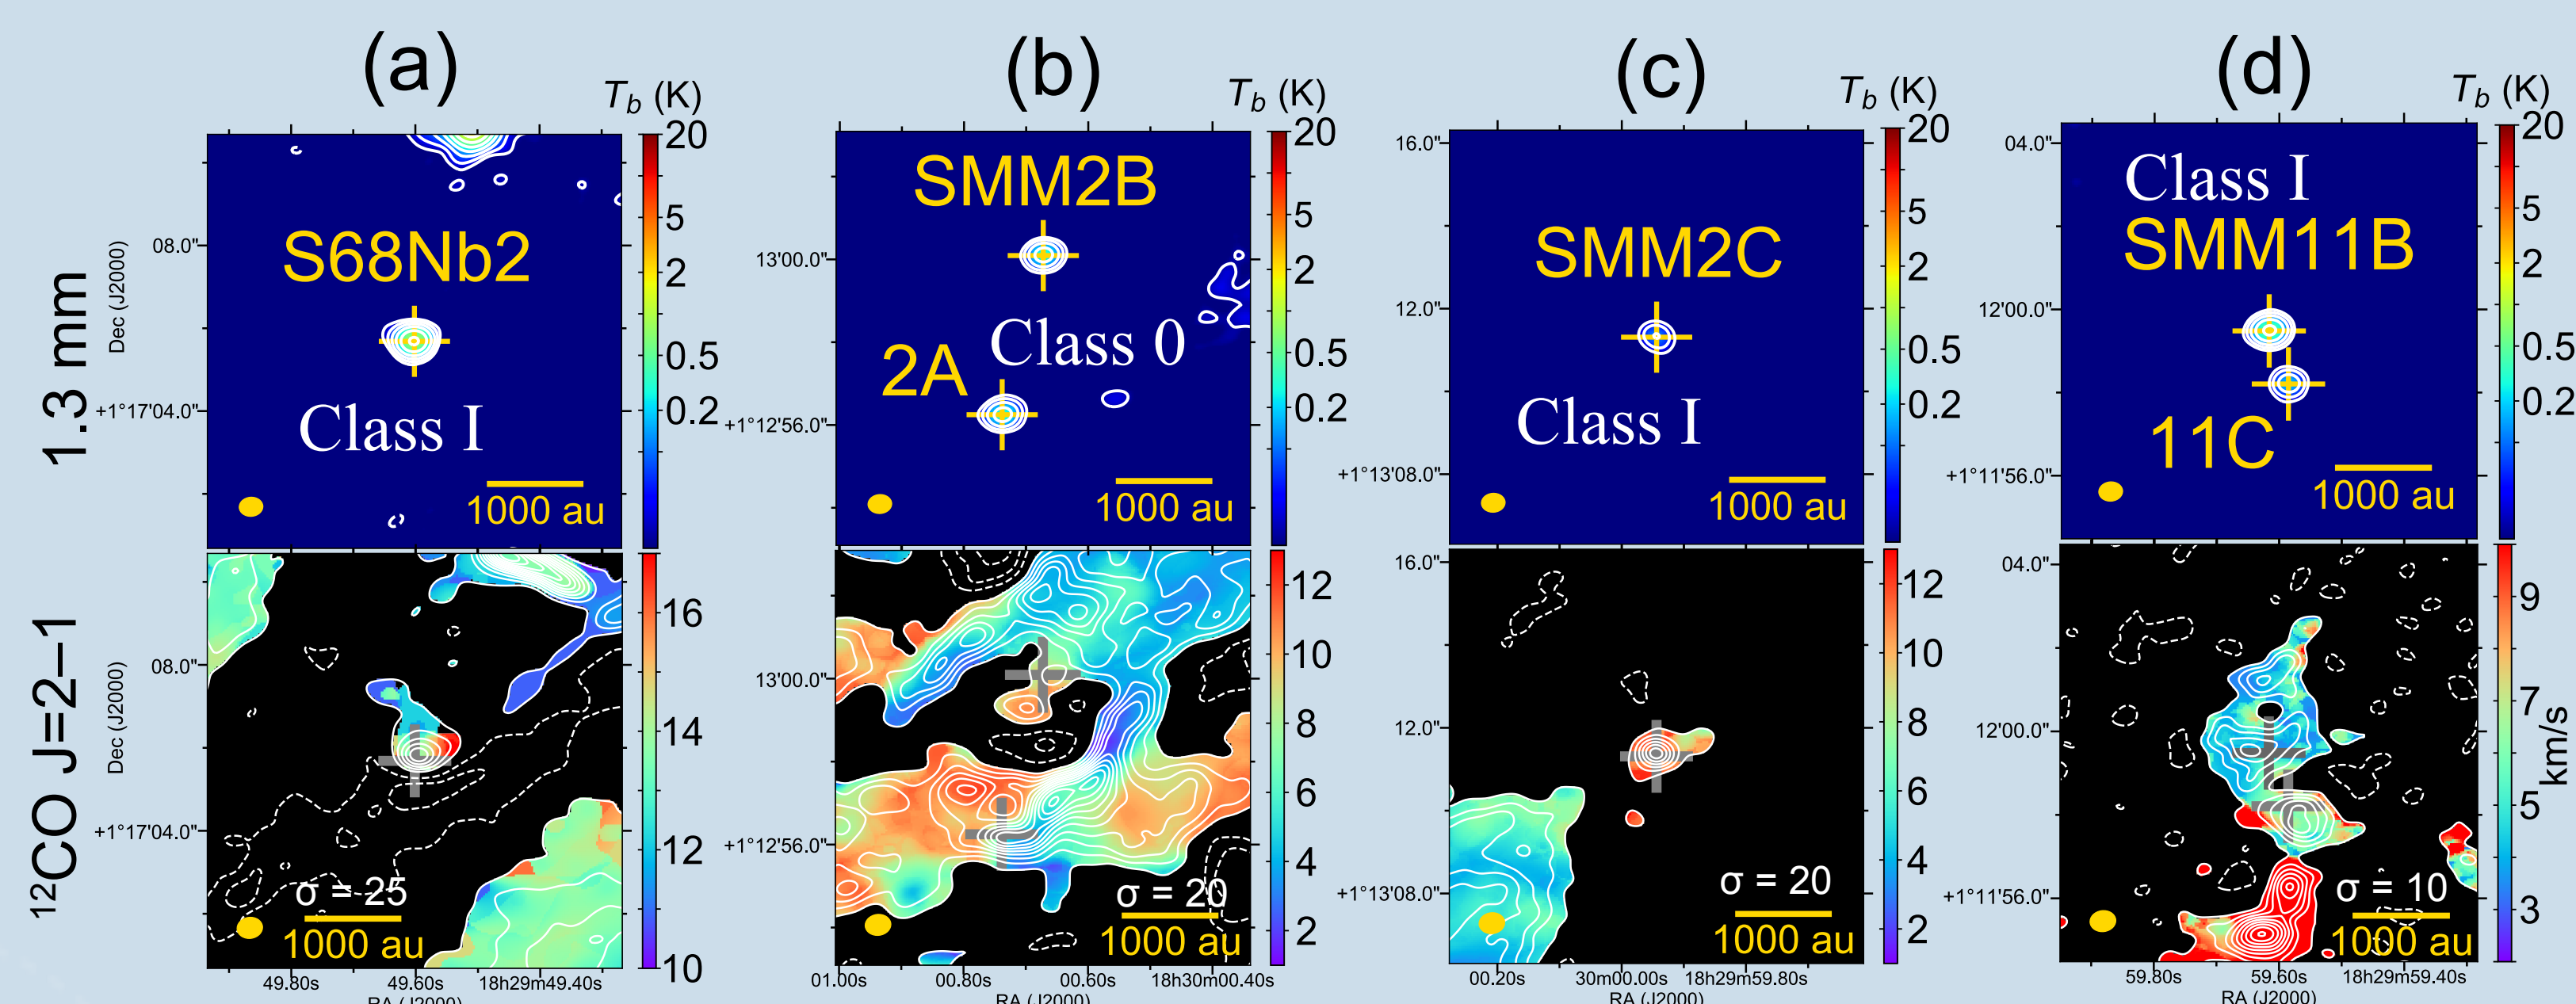 (a)
(b)
(c)
(d)
T_b (K)
T_b (K)
T_b (K)
T_b (K)
1.3 mm
Dec (J2000)
08.0"
+1°17'04.0"
S68Nb2
Class I
1000 au
20
5
2
0.5
0.2
13'00.0"
+1°12'56.0"
SMM2B
Class 0
2A
1000 au
20
5
2
0.5
0.2
16.0"
12.0"
+1°13'08.0"
SMM2C
Class I
1000 au
20
5
2
0.5
0.2
04.0"
12'00.0"
+1°11'56.0"
Class I
SMM11B
11C
1000 au
20
5
2
0.5
0.2
¹²CO J=2–1
Dec (J2000)
08.0"
+1°17'04.0"
σ = 25
1000 au
16
14
12
10
49.80s 49.60s 18h29m49.40s
RA (J2000)
13'00.0"
+1°12'56.0"
σ = 20
1000 au
12
10
8
6
4
2
01.00s 00.80s 00.60s 18h30m00.40s
RA (J2000)
16.0"
12.0"
+1°13'08.0"
σ = 20
1000 au
12
10
8
6
4
2
00.20s 30m00.00s 18h29m59.80s
RA (J2000)
04.0"
12'00.0"
+1°11'56.0"
σ = 10
1000 au
9
7
5
3
km/s
59.80s 59.60s 18h29m59.40s
RA (J2000)